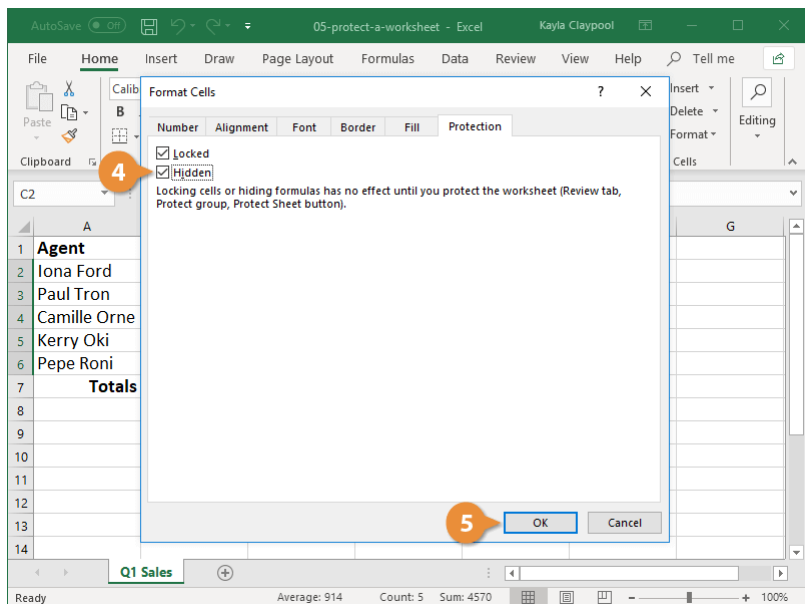 AutoSave Off 05-protect-a-worksheet - Excel Kayla Claypool
File Home Insert Draw Page Layout Formulas Data Review View Help Tell me
Paste
Clipboard
Calib
B
Insert
Delete
Format
Cells
Editing
Format Cells ? X
Number Alignment Font Border Fill Protection
Locked
4
Hidden
Locking cells or hiding formulas has no effect until you protect the worksheet (Review tab,
Protect group, Protect Sheet button).
C2
A G
1 Agent
2 Iona Ford
3 Paul Tron
4 Camille Orne
5 Kerry Oki
6 Pepe Roni
7 Totals
8
9
10
11
12
13
14
5 OK Cancel
Q1 Sales
Ready Average: 914 Count: 5 Sum: 4570 100%